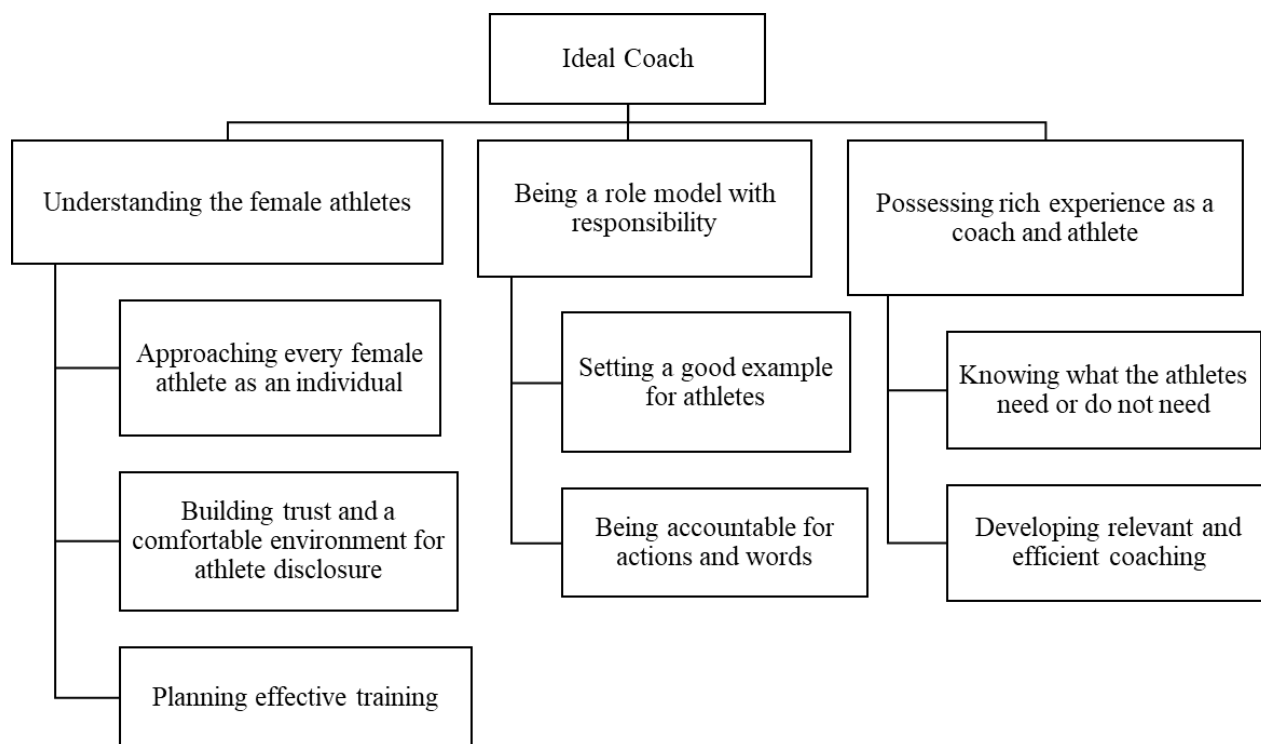 Ideal Coach
Understanding the female athletes
Approaching every female
athlete as an individual
Building trust and a
comfortable environment for
athlete disclosure
Planning effective training
Being a role model with
responsibility
Setting a good example
for athletes
Being accountable for
actions and words
Possessing rich experience as a
coach and athlete
Knowing what the athletes
need or do not need
Developing relevant and
efficient coaching